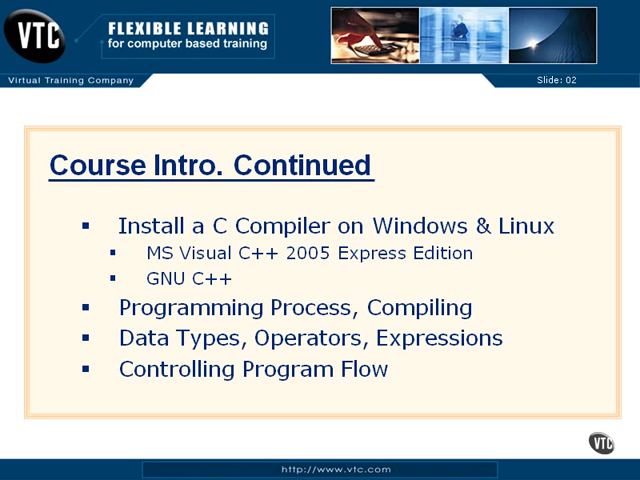 VTC
FLEXIBLE LEARNING
for computer based training
Virtual Training Company
Slide: 02
Course Intro. Continued
Install a C Compiler on Windows & Linux
MS Visual C++ 2005 Express Edition
GNU C++
Programming Process, Compiling
Data Types, Operators, Expressions
Controlling Program Flow
VTC
http://www.vtc.com